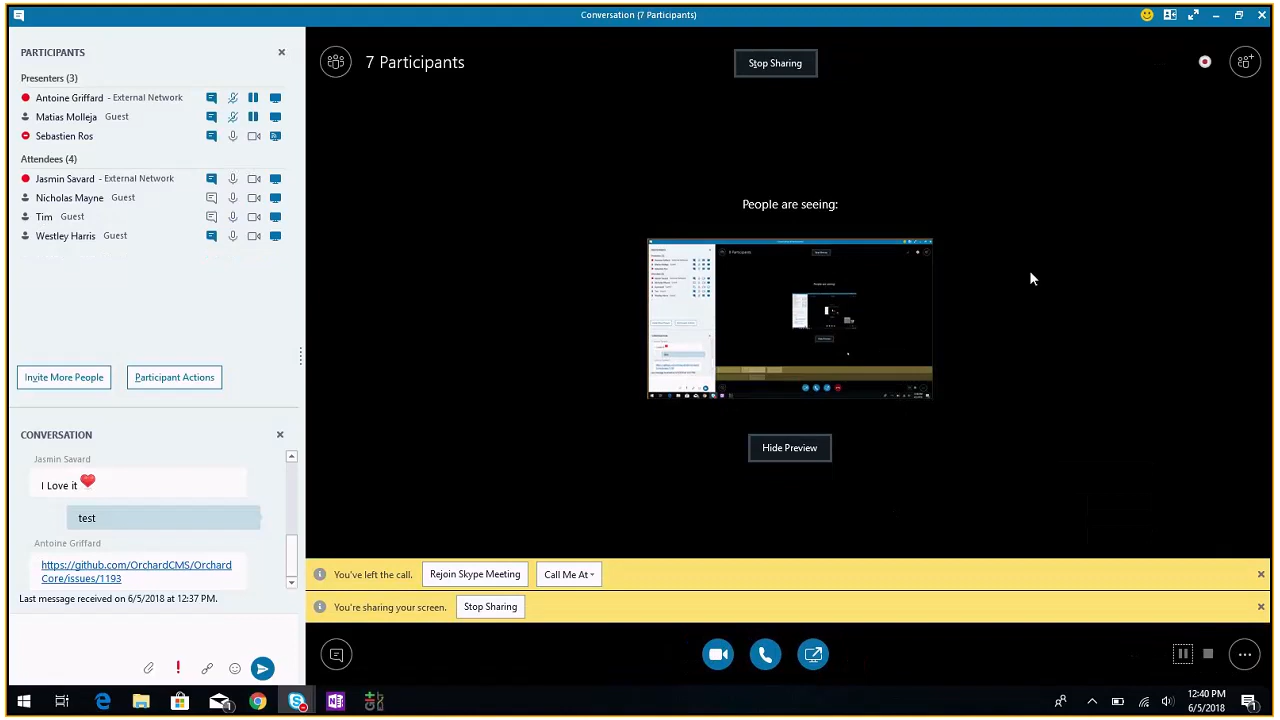 Conversation (7 Participants)
PARTICIPANTS
Presenters (3)
Antoine Griffard - External Network
Matias Molleja Guest
Sebastien Ros
Attendees (4)
Jasmin Savard - External Network
Nicholas Mayne Guest
Tim Guest
Westley Harris Guest
Invite More People
Participant Actions
CONVERSATION
Jasmin Savard
I Love it
test
Antoine Griffard
https://github.com/OrchardCMS/Orchard
Core/issues/1193
Last message received on 6/5/2018 at 12:37 PM.
7 Participants
Stop Sharing
People are seeing:
Hide Preview
You've left the call. Rejoin Skype Meeting Call Me At
You're sharing your screen. Stop Sharing
12:40 PM
6/5/2018